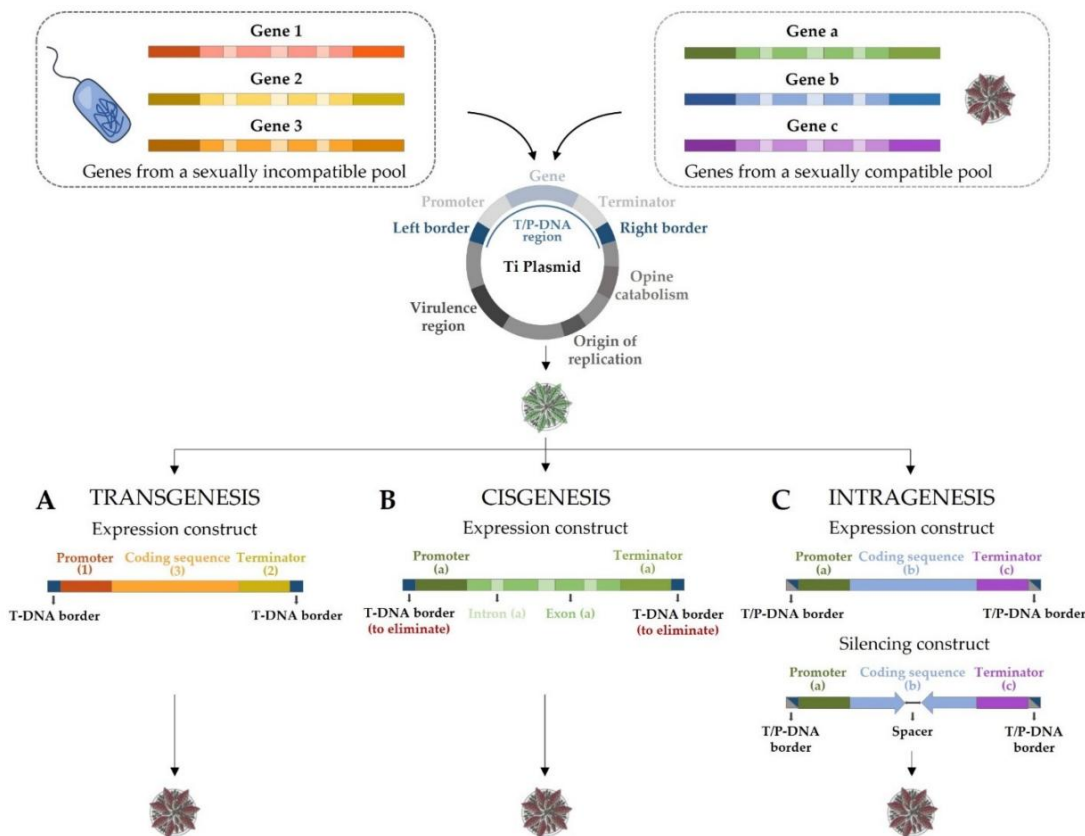 Gene 1
Gene 2
Gene 3
Genes from a sexually incompatible pool
Gene a
Gene b
Gene c
Genes from a sexually compatible pool
Gene
Promoter
Terminator
Left border
T/P-DNA
region
Right border
Ti Plasmid
Opine
catabolism
Virulence
region
Origin of
replication
A
TRANSGENESIS
Expression construct
Promoter
(1)
Coding sequence
(3)
Terminator
(2)
T-DNA border
T-DNA border
B
CISGENESIS
Expression construct
Promoter
(a)
Terminator
(a)
T-DNA border
(to eliminate)
Intron (a)
Exon (a)
T-DNA border
(to eliminate)
C
INTRAGENESIS
Expression construct
Promoter
(a)
Coding sequence
(b)
Terminator
(c)
T/P-DNA border
T/P-DNA border
Silencing construct
Promoter
(a)
Coding sequence
(b)
Terminator
(c)
T/P-DNA
border
Spacer
T/P-DNA
border